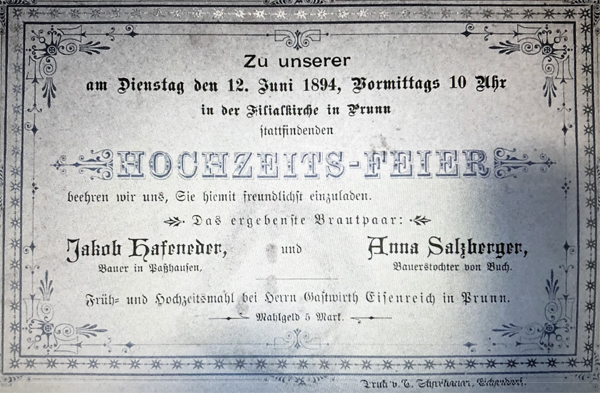 Zu unserer
am Dienstag den 12. Juni 1894, Vormittags 10 Uhr
in der Filialkirche in Prunn
stattfindenden
HOCHZEITS-FEIER
beehren wir uns, Sie hiemit freundlichst einzuladen.
Das ergebenste Brautpaar:
Jakob Hafeneder, und Anna Salzberger,
Bauer in Paßhausen. Bauerstochter von Buch.
Früh- und Hochzeitsmahl bei Herrn Gastwirth Eisenreich in Prunn.
Mahlgeld 5 Mark.
Druck v. C.